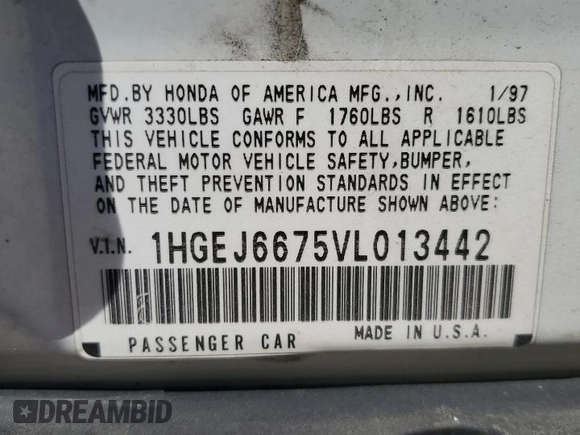 MFD.BY HONDA OF AMERICA MFG.,INC. 1/97
GVWR 3330LBS GAWR F 1760LBS R 1610LBS
THIS VEHICLE CONFORMS TO ALL APPLICABLE
FEDERAL MOTOR VEHICLE SAFETY,BUMPER,
AND THEFT PREVENTION STANDARDS IN EFFECT
ON THE DATE OF MANUFACTURE SHOWN ABOVE:
V.I.N. 1HGEJ6675VL013442
PASSENGER CAR MADE IN U.S.A.
DREAMBID